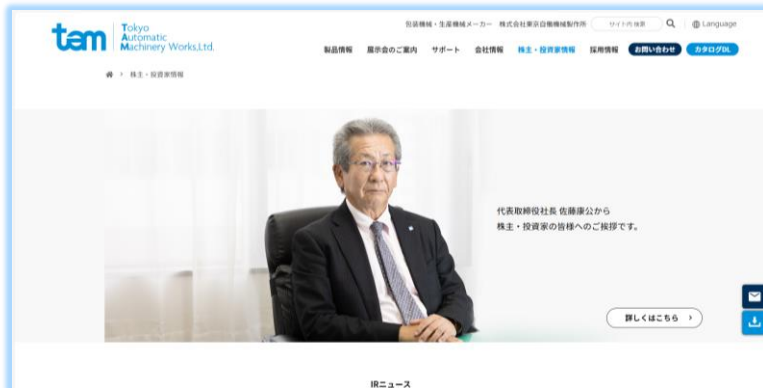 tam
Tokyo
Automatic
Machinery Works,Ltd.
包装機械・生産機械メーカー 株式会社東京自働機械製作所
サイト内検索
Language
製品情報 展示会のご案内 サポート 会社情報 株主・投資家情報 採用情報 お問い合わせ カタログDL
株主・投資家情報
代表取締役社長 佐藤康公から
株主・投資家の皆様へのご挨拶です。
詳しくはこちら
IRニュース